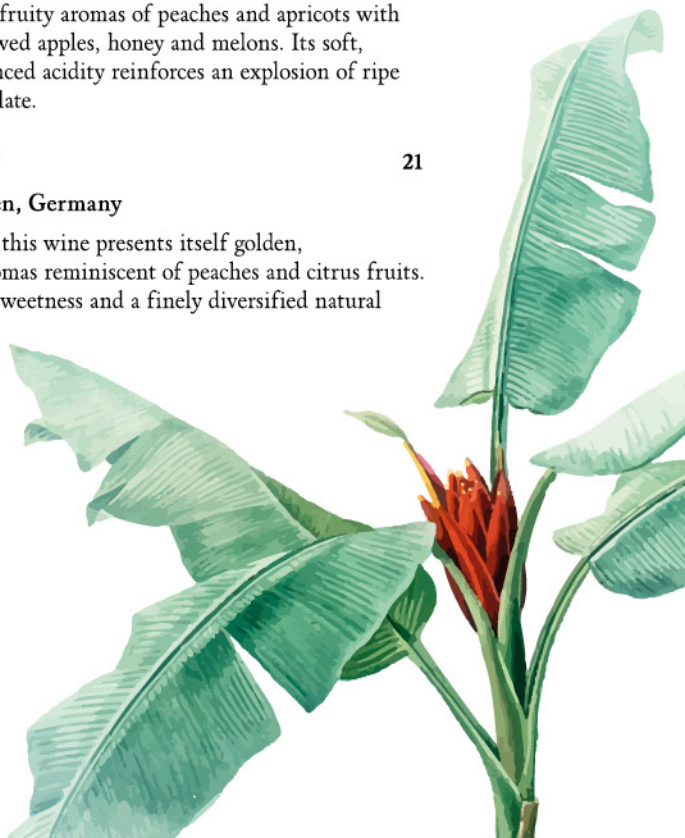 fruity aromas of peaches and apricots with
wed apples, honey and melons. Its soft,
nced acidity reinforces an explosion of ripe
late.
21
en, Germany
this wine presents itself golden,
omas reminiscent of peaches and citrus fruits.
weetness and a finely diversified natural